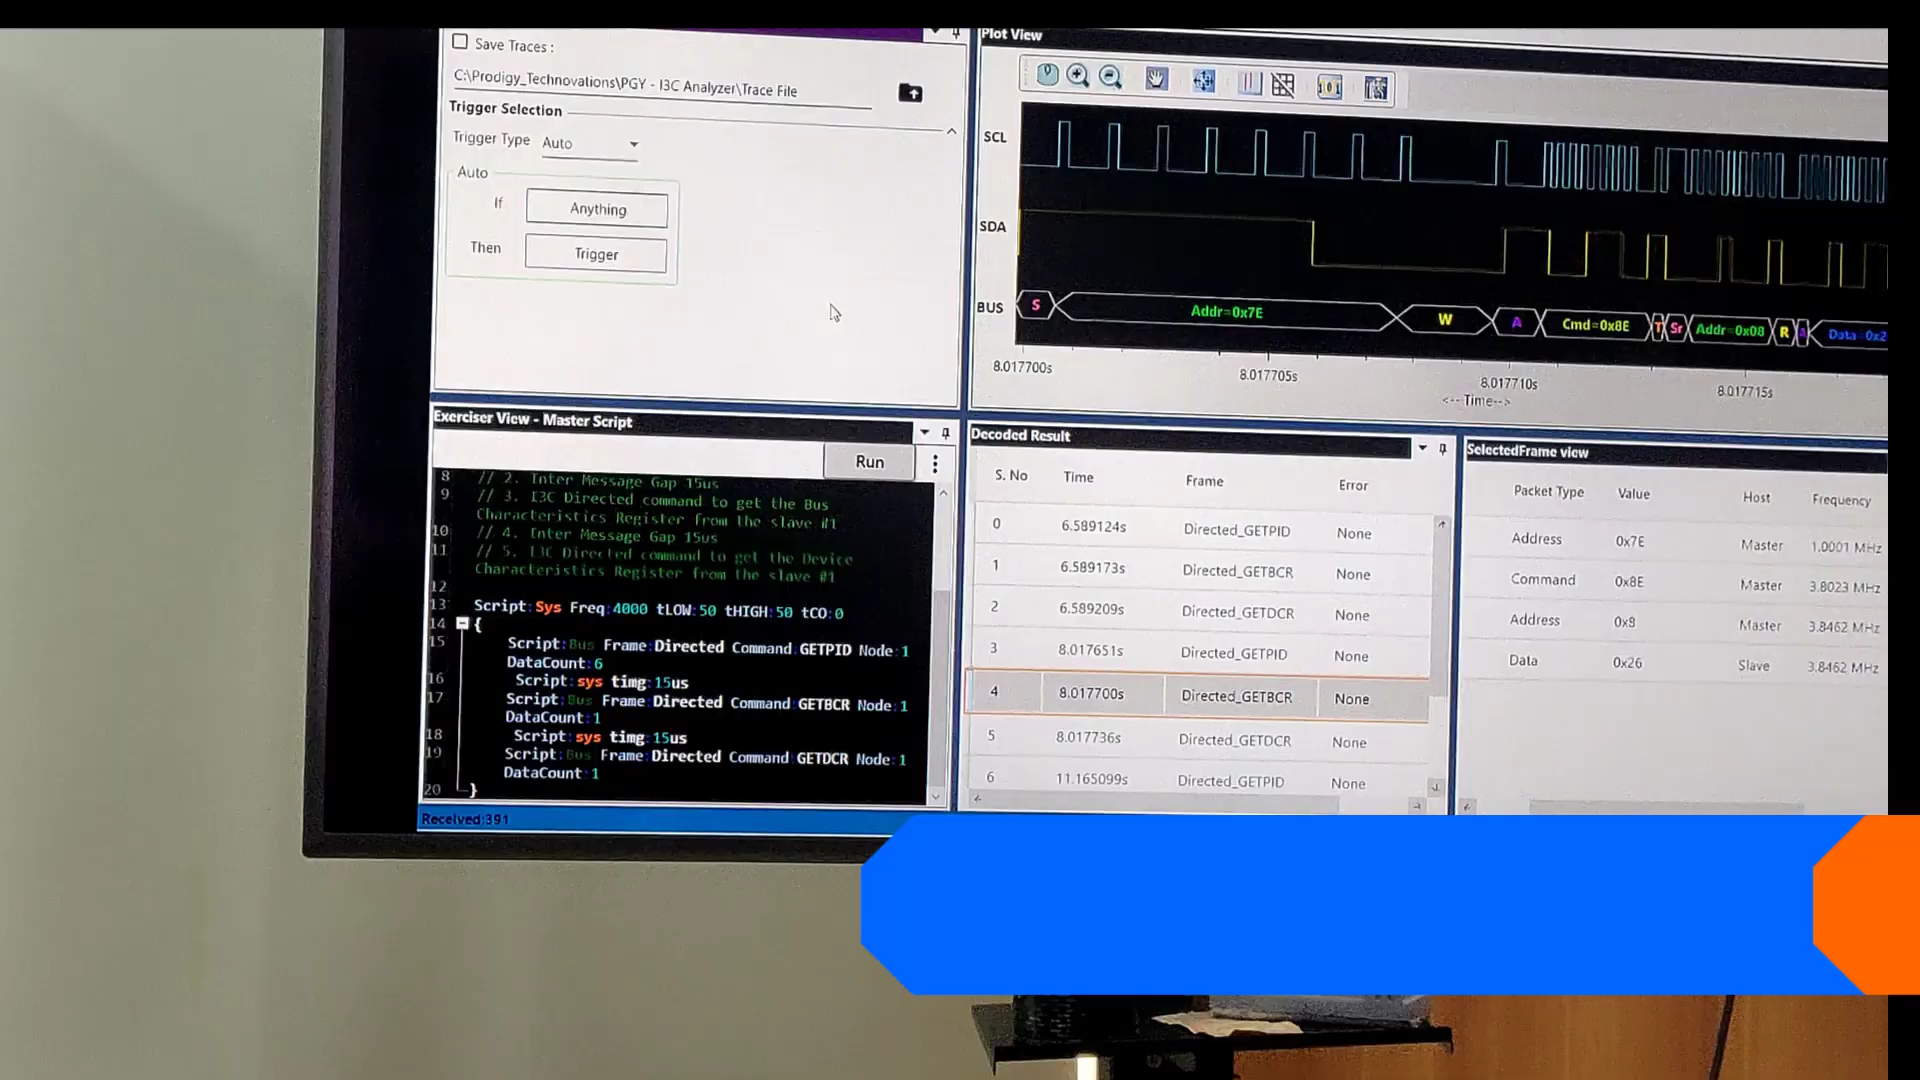 Save Traces :
C:\Prodigy_Technovations\PGY - I3C Analyzer\Trace File
Trigger Selection
Trigger Type Auto
Auto
If Anything
Then Trigger
Plot View
SCL
SDA
BUS S Addr=0x7E W A Cmd=0x8E T Sr Addr=0x08 R a Data=0x2
8.017700s 8.017705s 8.017710s 8.017715s
<--Time-->
Exerciser View - Master Script
Run
8 // 2. Inter Message Gap 15us
9 // 3. I3C Directed command to get the Bus
Characteristics Register from the slave #1
10 // 4. Inter Message Gap 15us
11 // 5. I3C Directed command to get the Device
Characteristics Register from the slave #1
12
13 Script:Sys Freq:4000 tLOW:50 tHIGH:50 tCO:0
14 {
15 Script:Bus Frame:Directed Command:GETPID Node:1
DataCount:6
16 Script:sys timg:15us
17 Script:Bus Frame:Directed Command:GETBCR Node:1
DataCount:1
18 Script:sys timg:15us
19 Script:Bus Frame:Directed Command:GETDCR Node:1
DataCount:1
20 }
Received:391
Decoded Result
S. No Time Frame Error
0 6.589124s Directed_GETPID None
1 6.589173s Directed_GETBCR None
2 6.589209s Directed_GETDCR None
3 8.017651s Directed_GETPID None
4 8.017700s Directed_GETBCR None
5 8.017736s Directed_GETDCR None
6 11.165099s Directed_GETPID None
SelectedFrame view
Packet Type Value Host Frequency
Address 0x7E Master 1.0001 MHz
Command 0x8E Master 3.8023 MHz
Address 0x8 Master 3.8462 MHz
Data 0x26 Slave 3.8462 MHz